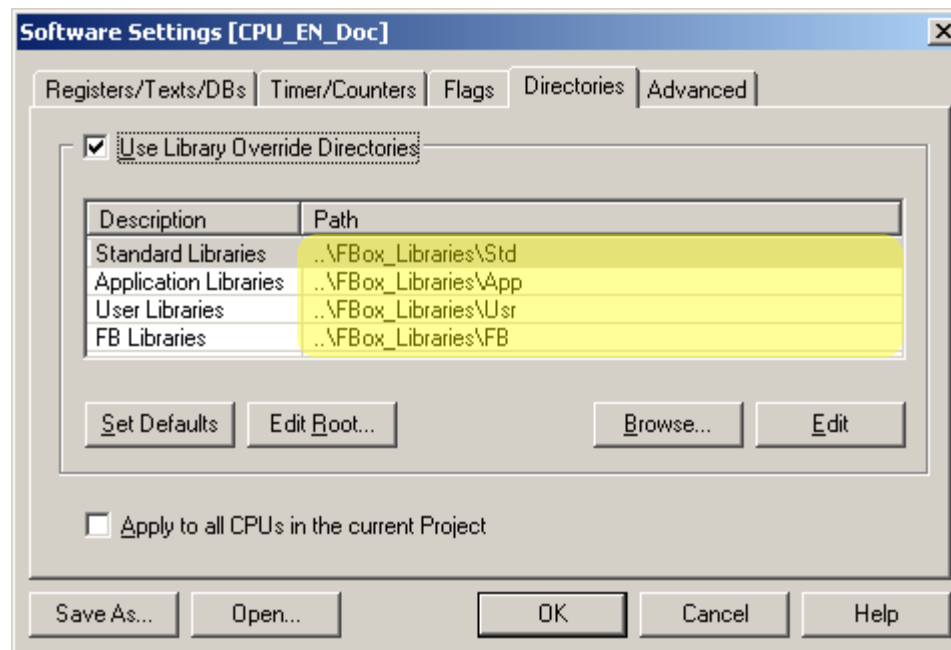 Software Settings [CPU_EN_Doc]
Registers/Texts/DBs Timer/Counters Flags Directories Advanced
Use Library Override Directories
Description Path
Standard Libraries ..\FBox_Libraries\Std
Application Libraries ..\FBox_Libraries\App
User Libraries ..\FBox_Libraries\Usr
FB Libraries ..\FBox_Libraries\FB
Set Defaults Edit Root... Browse... Edit
Apply to all CPUs in the current Project
Save As... Open... OK Cancel Help